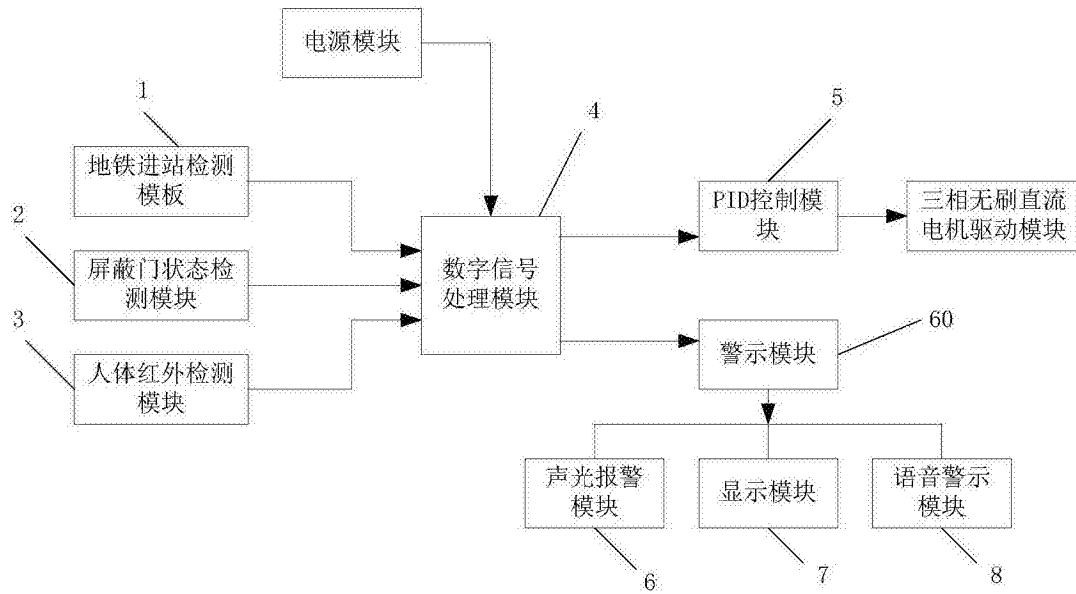 电源模块
1
地铁进站检测
模板
2
屏蔽门状态检
测模块
3
人体红外检测
模块
4
数字信号
处理模块
5
PID控制模
块
三相无刷直流
电机驱动模块
60
警示模块
声光报警
模块
6
显示模块
7
语音警示
模块
8